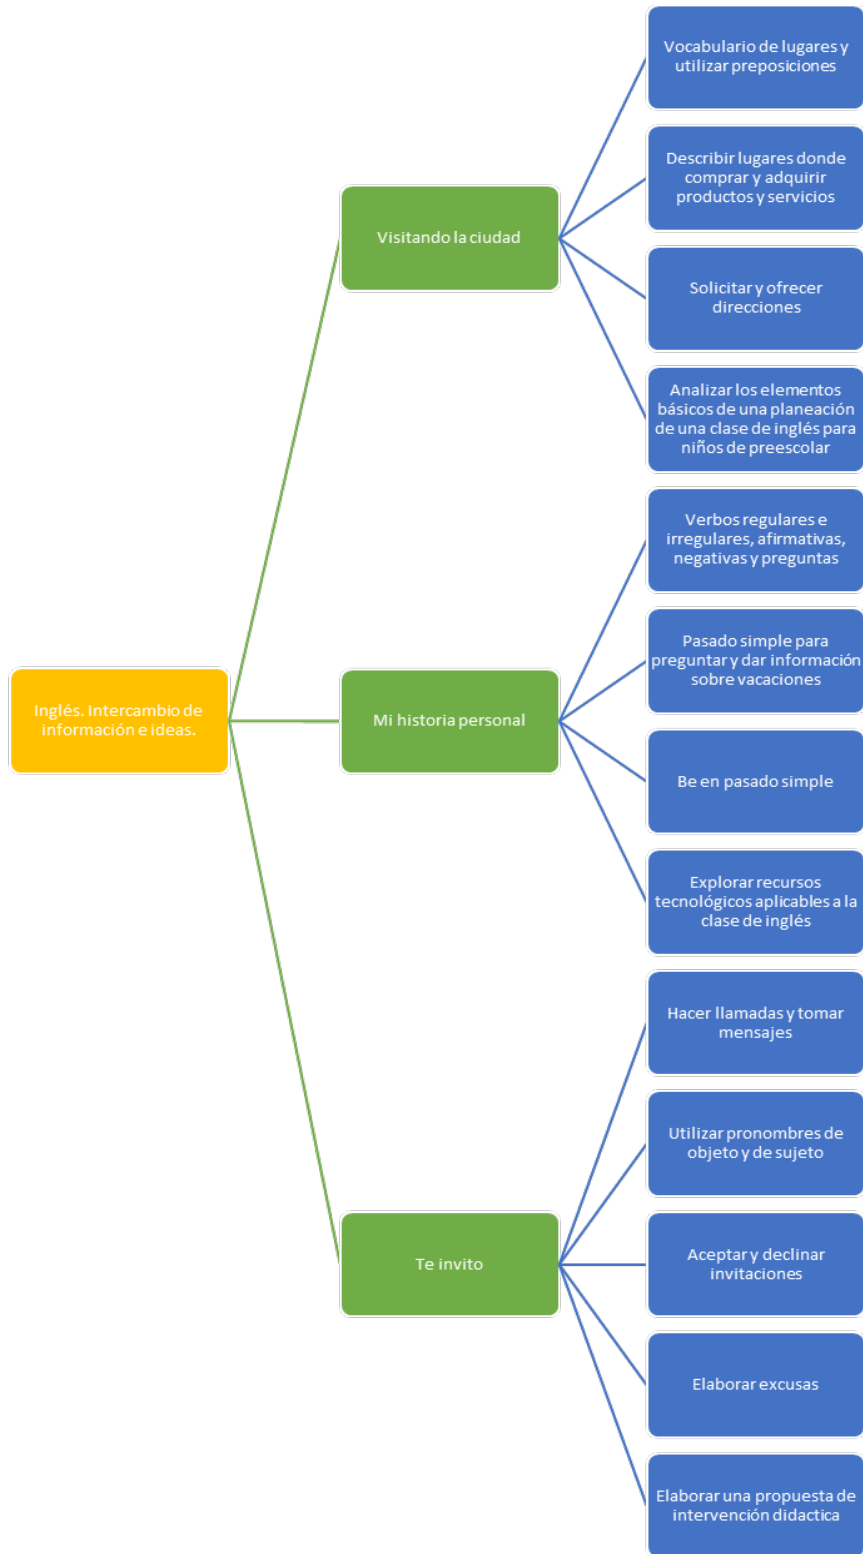 Inglés. Intercambio de
información e ideas.
Visitando la ciudad
Vocabulario de lugares y
utilizar preposiciones
Describir lugares donde
comprar y adquirir
productos y servicios
Solicitar y ofrecer
direcciones
Analizar los elementos
básicos de una planeación
de una clase de inglés para
niños de preescolar
Mi historia personal
Verbos regulares e
irregulares, afirmativas,
negativas y preguntas
Pasado simple para
preguntar y dar información
sobre vacaciones
Be en pasado simple
Explorar recursos
tecnológicos aplicables a la
clase de inglés
Te invito
Hacer llamadas y tomar
mensajes
Utilizar pronombres de
objeto y de sujeto
Aceptar y declinar
invitaciones
Elaborar excusas
Elaborar una propuesta de
intervención didactica